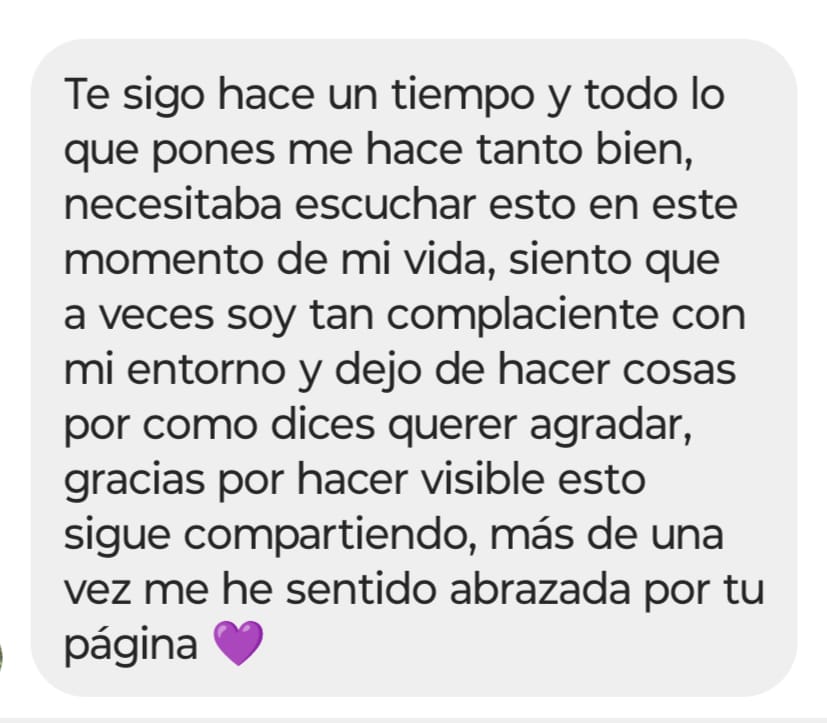 Te sigo hace un tiempo y todo lo
que pones me hace tanto bien,
necesitaba escuchar esto en este
momento de mi vida, siento que
a veces soy tan complaciente con
mi entorno y dejo de hacer cosas
por como dices querer agradar,
gracias por hacer visible esto
sigue compartiendo, más de una
vez me he sentido abrazada por tu
página 💜